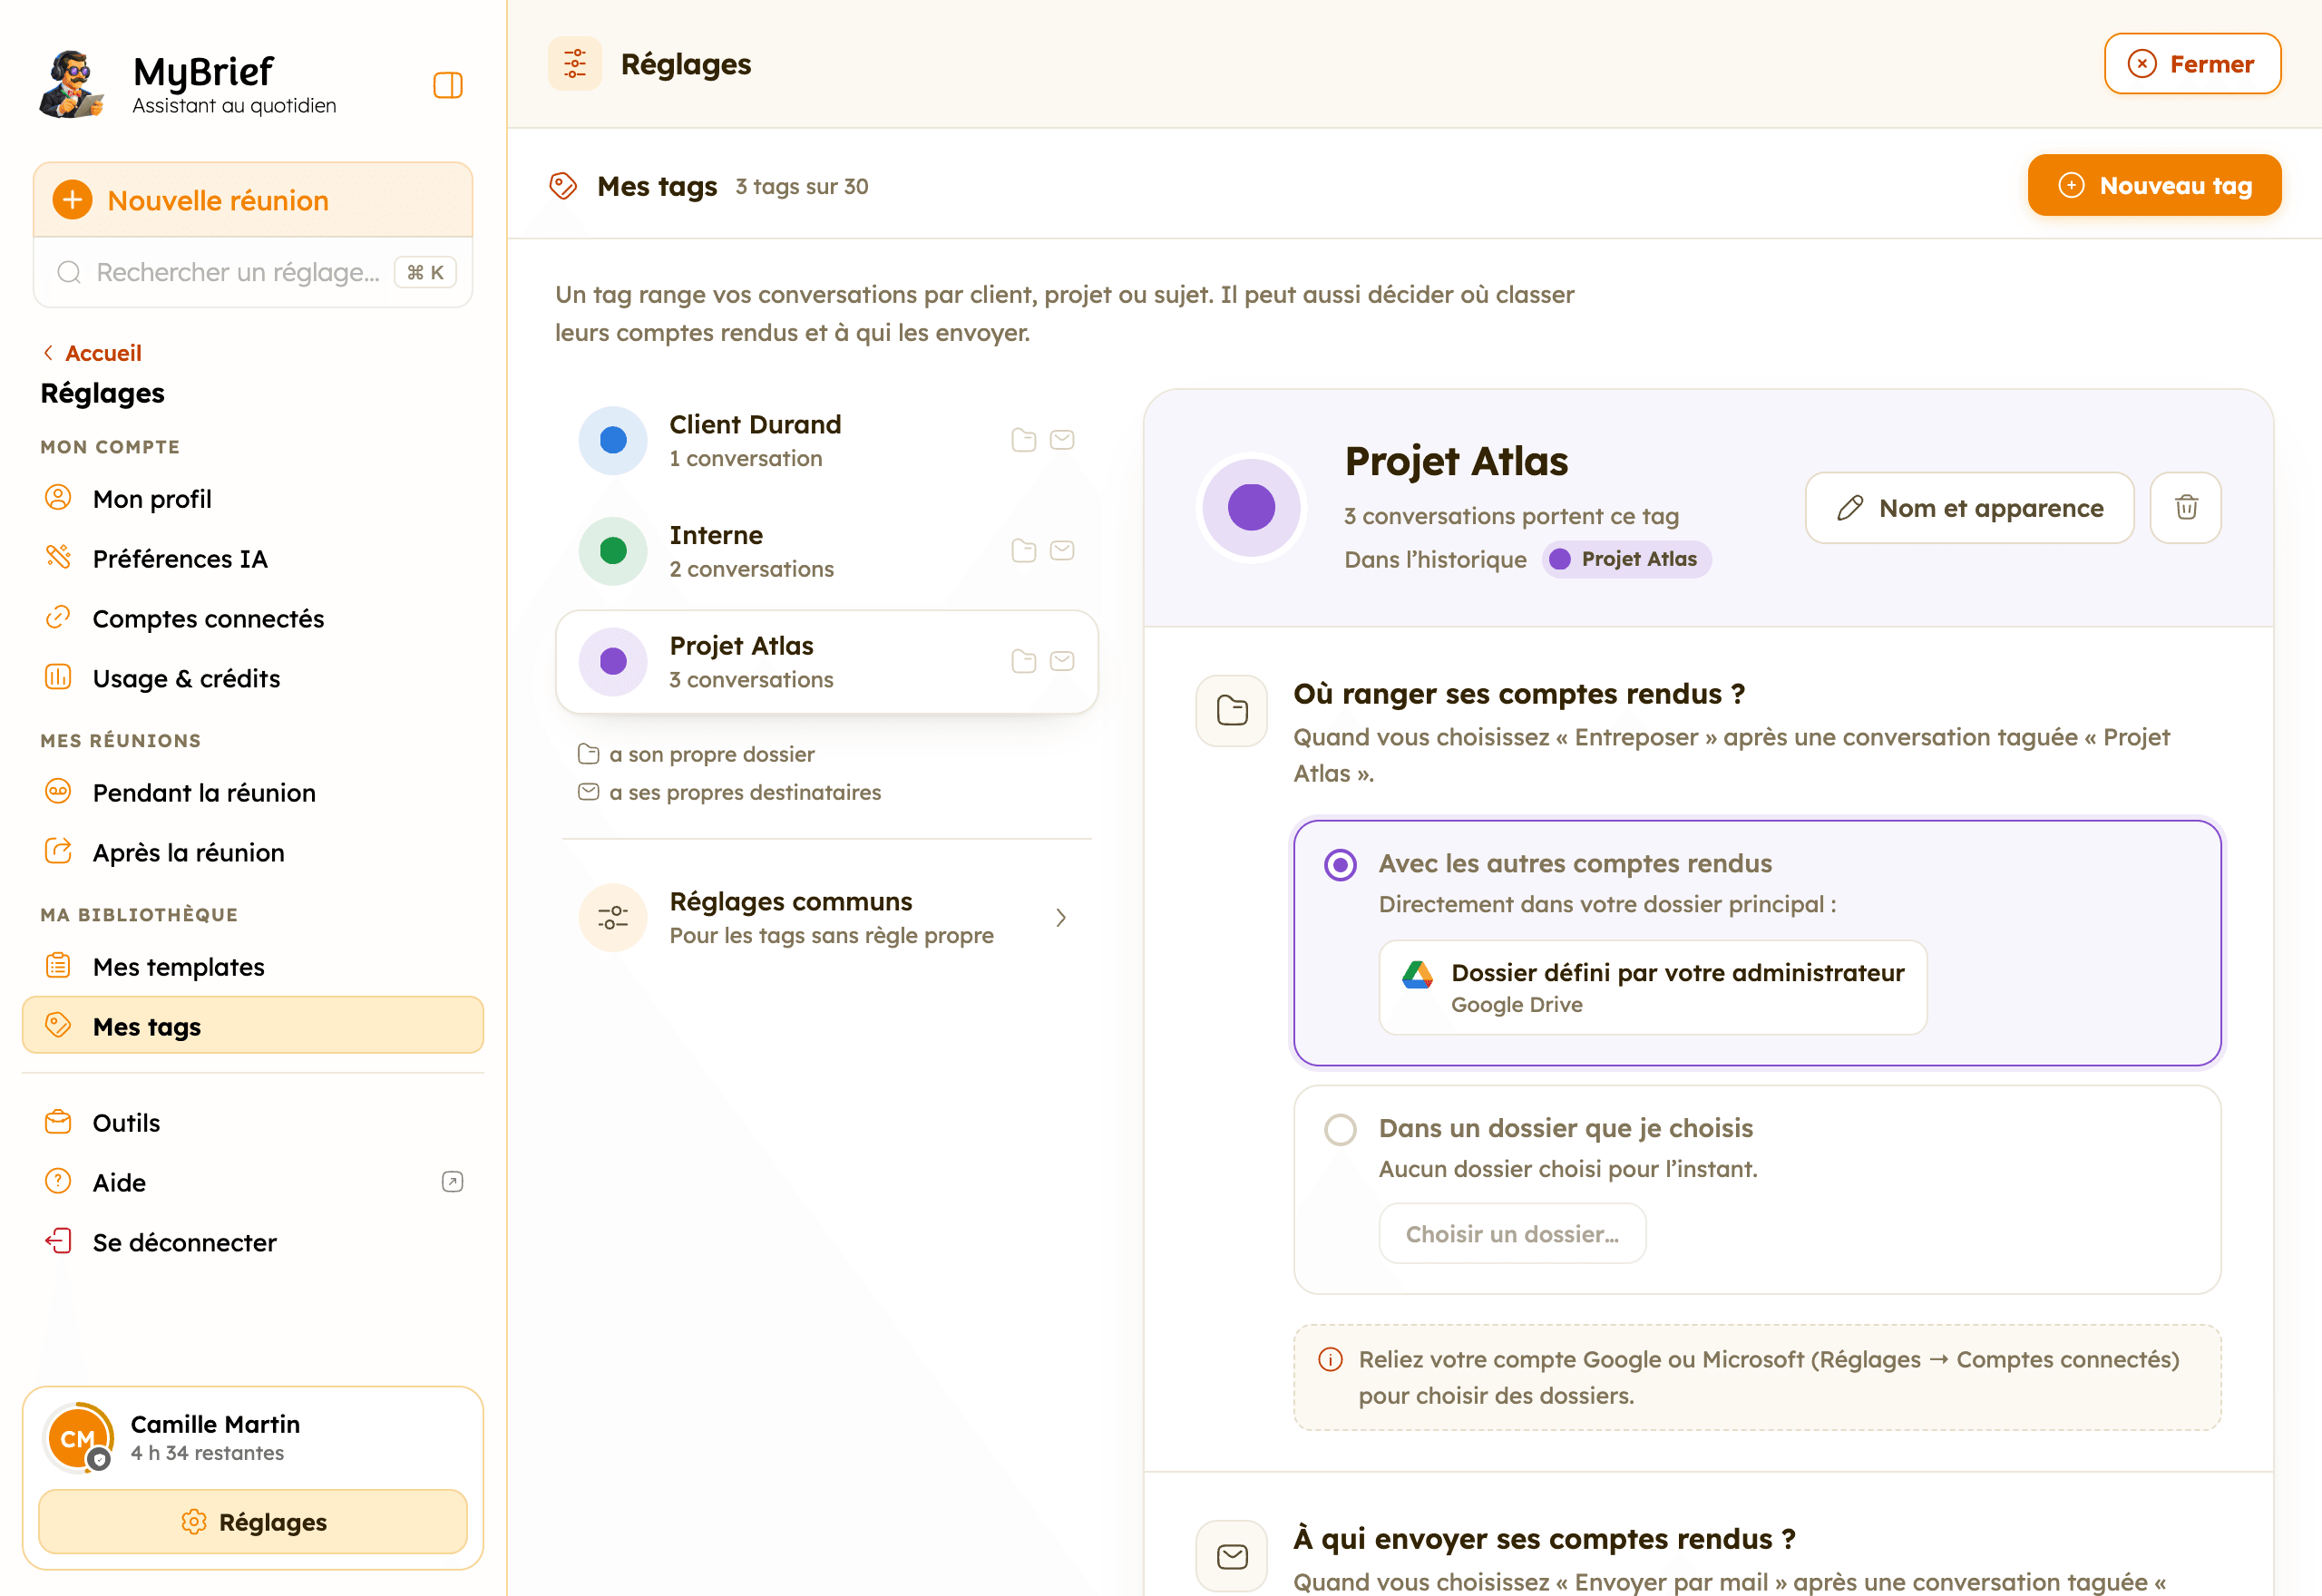 MyBrief
Assistant au quotidien
Nouvelle réunion
Rechercher un réglage...
⌘ K
Accueil
Réglages
MON COMPTE
Mon profil
Préférences IA
Comptes connectés
Usage & crédits
MES RÉUNIONS
Pendant la réunion
Après la réunion
MA BIBLIOTHÈQUE
Mes templates
Mes tags
Outils
Aide
Se déconnecter
CM
Camille Martin
4 h 34 restantes
Réglages
Réglages
Fermer
Mes tags
3 tags sur 30
Nouveau tag
Un tag range vos conversations par client, projet ou sujet. Il peut aussi décider où classer
leurs comptes rendus et à qui les envoyer.
Client Durand
1 conversation
Interne
2 conversations
Projet Atlas
3 conversations
a son propre dossier
a ses propres destinataires
Réglages communs
Pour les tags sans règle propre
Projet Atlas
3 conversations portent ce tag
Dans l’historique
Projet Atlas
Nom et apparence
Où ranger ses comptes rendus ?
Quand vous choisissez « Entreposer » après une conversation taguée « Projet
Atlas ».
Avec les autres comptes rendus
Directement dans votre dossier principal :
Dossier défini par votre administrateur
Google Drive
Dans un dossier que je choisis
Aucun dossier choisi pour l’instant.
Choisir un dossier…
Reliez votre compte Google ou Microsoft (Réglages → Comptes connectés)
pour choisir des dossiers.
À qui envoyer ses comptes rendus ?
Quand vous choisissez « Envoyer par mail » après une conversation taguée «